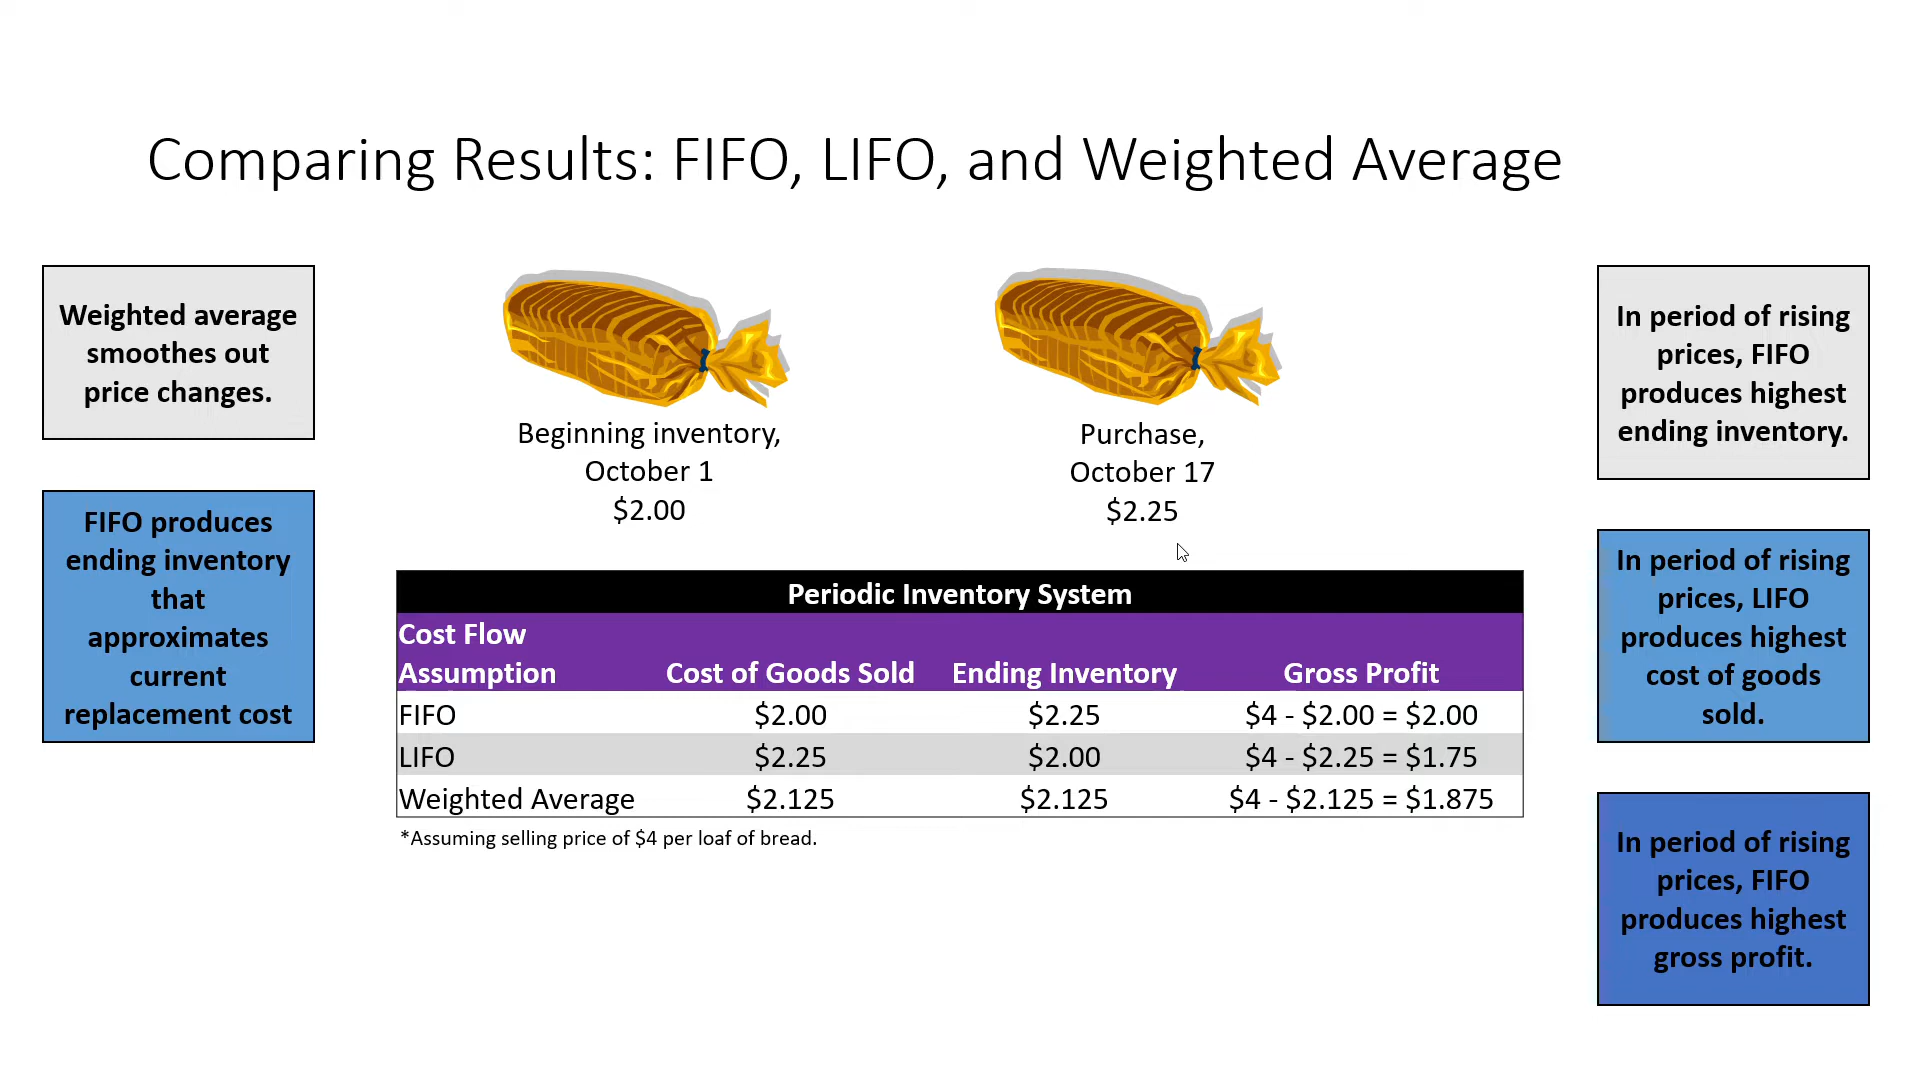 Comparing Results: FIFO, LIFO, and Weighted Average
Weighted average
smoothes out
price changes.
FIFO produces
ending inventory
that
approximates
current
replacement cost
Beginning inventory,
October 1
$2.00
Purchase,
October 17
$2.25
Periodic Inventory System
Cost Flow
Assumption Cost of Goods Sold Ending Inventory Gross Profit
FIFO $2.00 $2.25 $4 - $2.00 = $2.00
LIFO $2.25 $2.00 $4 - $2.25 = $1.75
Weighted Average $2.125 $2.125 $4 - $2.125 = $1.875
*Assuming selling price of $4 per loaf of bread.
In period of rising
prices, FIFO
produces highest
ending inventory.
In period of rising
prices, LIFO
produces highest
cost of goods
sold.
In period of rising
prices, FIFO
produces highest
gross profit.